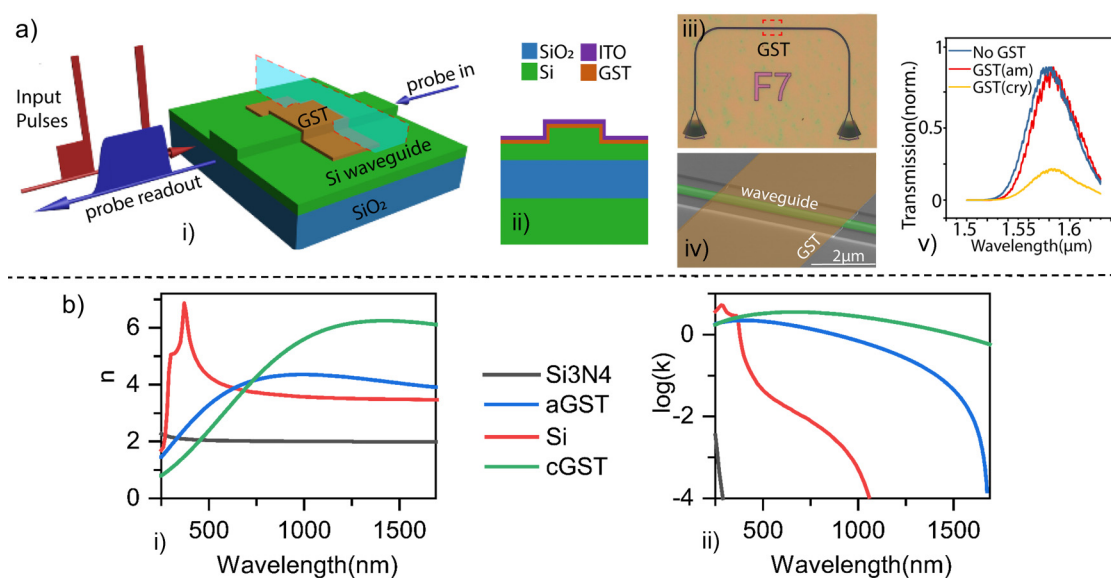 a)
Input
Pulses
probe readout
i)
GST
Si waveguide
SiO₂
probe in
SiO₂
ITO
Si
GST
ii)
iii)
GST
F7
iv)
waveguide
GST
2μm
No GST
GST(am)
GST(cry)
Transmission(norm.)
1
0.5
0
1.5
1.55
1.6
Wavelength(μm)
v)
b)
n
6
4
2
0
500
1000
1500
i)
Wavelength(nm)
Si3N4
aGST
Si
cGST
log(k)
0
-2
-4
500
1000
1500
ii)
Wavelength(nm)